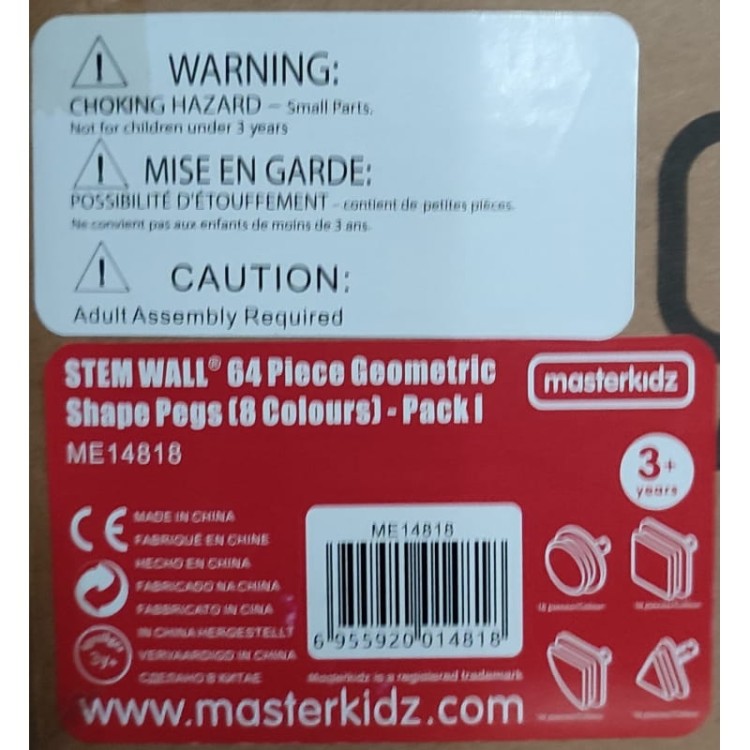 WARNING:
CHOKING HAZARD – Small Parts.
Not for children under 3 years
MISE EN GARDE:
POSSIBILITÉ D'ÉTOUFFEMENT – contient de petites pièces.
Ne convient pas aux enfants de moins de 3 ans.
CAUTION:
Adult Assembly Required
STEM WALL® 64 Piece Geometric
Shape Pegs (8 Colours) - Pack I
ME14818
masterkidz
3+
years
CE
MADE IN CHINA
FABRIQUÉ EN CHINE
HECHO EN CHINA
FABRICADO NA CHINA
FABBRICATO IN CINA
IN CHINA HERGESTELLT
VERVAARDIGD IN CHINA
СДЕЛАНО В КИТАЕ
3y+
ME14818
6 955920 014818
Masterkidz is a registered trademark
www.masterkidz.com